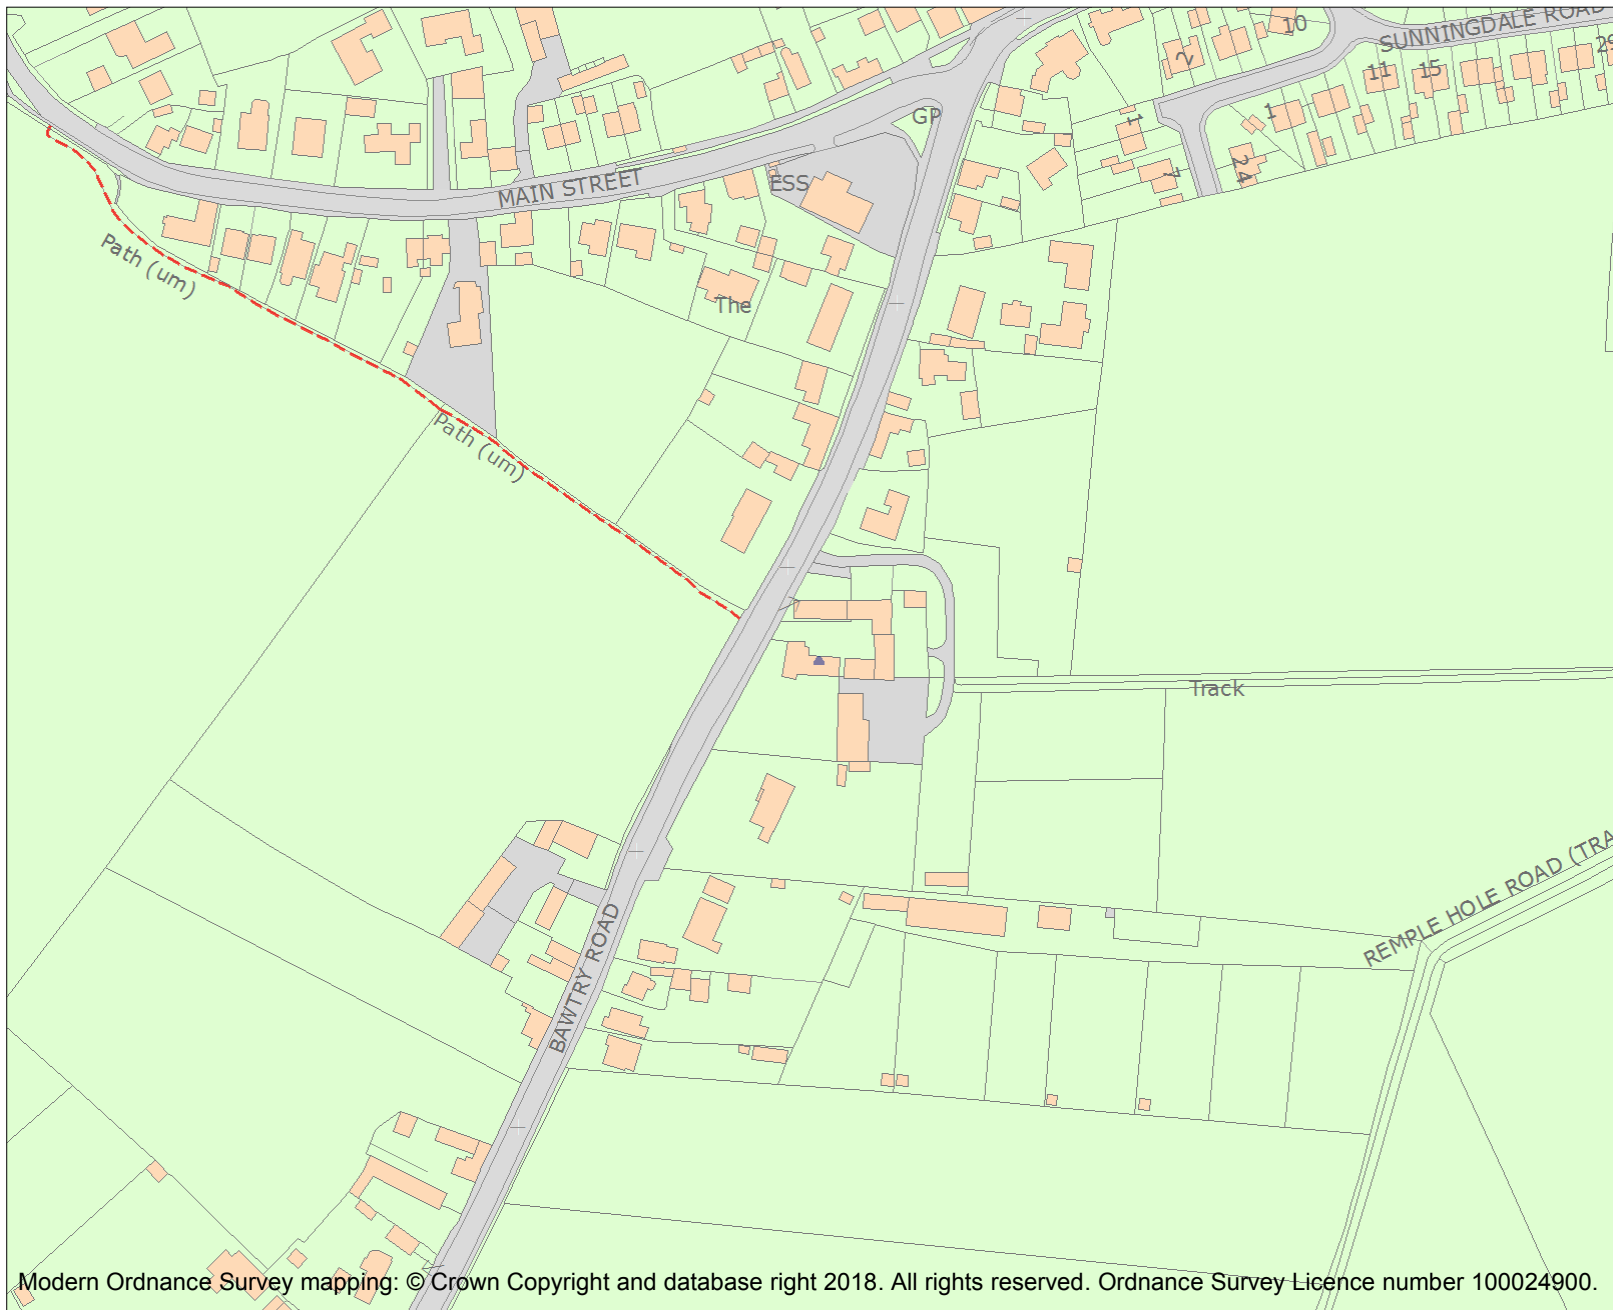 SUNNINGDALE ROAD
10
2
29
11
15
GP
1
1
7
24
MAIN STREET
ESS
Path (um)
The
Path (um)
Track
REMPLE HOLE ROAD (TRA
BAWTRY ROAD
Modern Ordnance Survey mapping: © Crown Copyright and database right 2018. All rights reserved. Ordnance Survey Licence number 100024900.